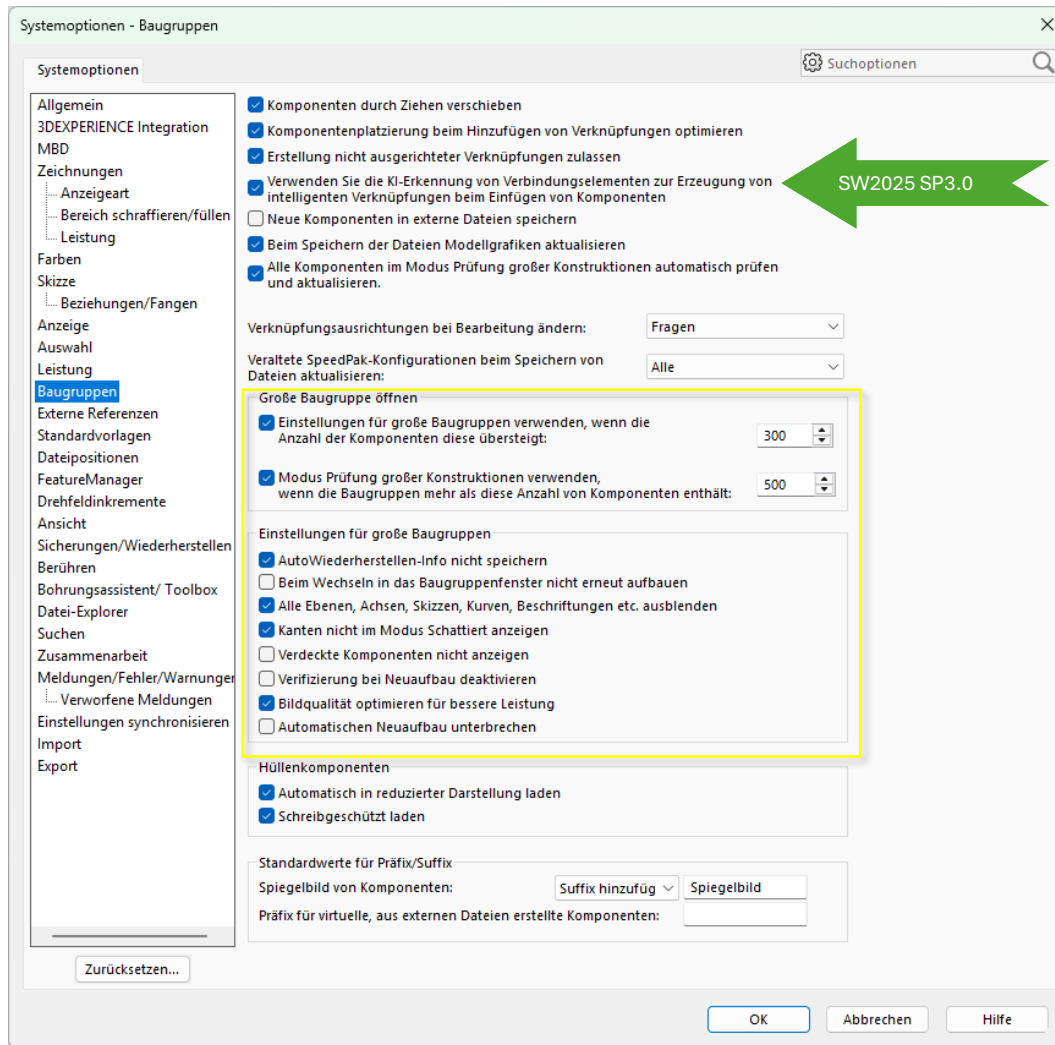 Systemoptionen - Baugruppen
Systemoptionen
Suchoptionen
Allgemein
3DEXPERIENCE Integration
MBD
Zeichnungen
Anzeigeart
Bereich schraffieren/füllen
Leistung
Farben
Skizze
Beziehungen/Fangen
Anzeige
Auswahl
Leistung
Baugruppen
Externe Referenzen
Standardvorlagen
Dateipositionen
FeatureManager
Drehfeldinkremente
Ansicht
Sicherungen/Wiederherstellen
Berühren
Bohrungsassistent/ Toolbox
Datei-Explorer
Suchen
Zusammenarbeit
Meldungen/Fehler/Warnunger
Verworfene Meldungen
Einstellungen synchronisieren
Import
Export
Zurücksetzen...
Komponenten durch Ziehen verschieben
Komponentenplatzierung beim Hinzufügen von Verknüpfungen optimieren
Erstellung nicht ausgerichteter Verknüpfungen zulassen
Verwenden Sie die KI-Erkennung von Verbindungselementen zur Erzeugung von
intelligenten Verknüpfungen beim Einfügen von Komponenten
SW2025 SP3.0
Neue Komponenten in externe Dateien speichern
Beim Speichern der Dateien Modellgrafiken aktualisieren
Alle Komponenten im Modus Prüfung großer Konstruktionen automatisch prüfen
und aktualisieren.
Verknüpfungsausrichtungen bei Bearbeitung ändern: Fragen
Veraltete SpeedPak-Konfigurationen beim Speichern von
Dateien aktualisieren: Alle
Große Baugruppe öffnen
Einstellungen für große Baugruppen verwenden, wenn die
Anzahl der Komponenten diese übersteigt: 300
Modus Prüfung großer Konstruktionen verwenden,
wenn die Baugruppen mehr als diese Anzahl von Komponenten enthält: 500
Einstellungen für große Baugruppen
AutoWiederherstellen-Info nicht speichern
Beim Wechseln in das Baugruppenfenster nicht erneut aufbauen
Alle Ebenen, Achsen, Skizzen, Kurven, Beschriftungen etc. ausblenden
Kanten nicht im Modus Schattiert anzeigen
Verdeckte Komponenten nicht anzeigen
Verifizierung bei Neuaufbau deaktivieren
Bildqualität optimieren für bessere Leistung
Automatischen Neuaufbau unterbrechen
Hüllenkomponenten
Automatisch in reduzierter Darstellung laden
Schreibgeschützt laden
Standardwerte für Präfix/Suffix
Spiegelbild von Komponenten: Suffix hinzufüg Spiegelbild
Präfix für virtuelle, aus externen Dateien erstellte Komponenten:
OK
Abbrechen
Hilfe